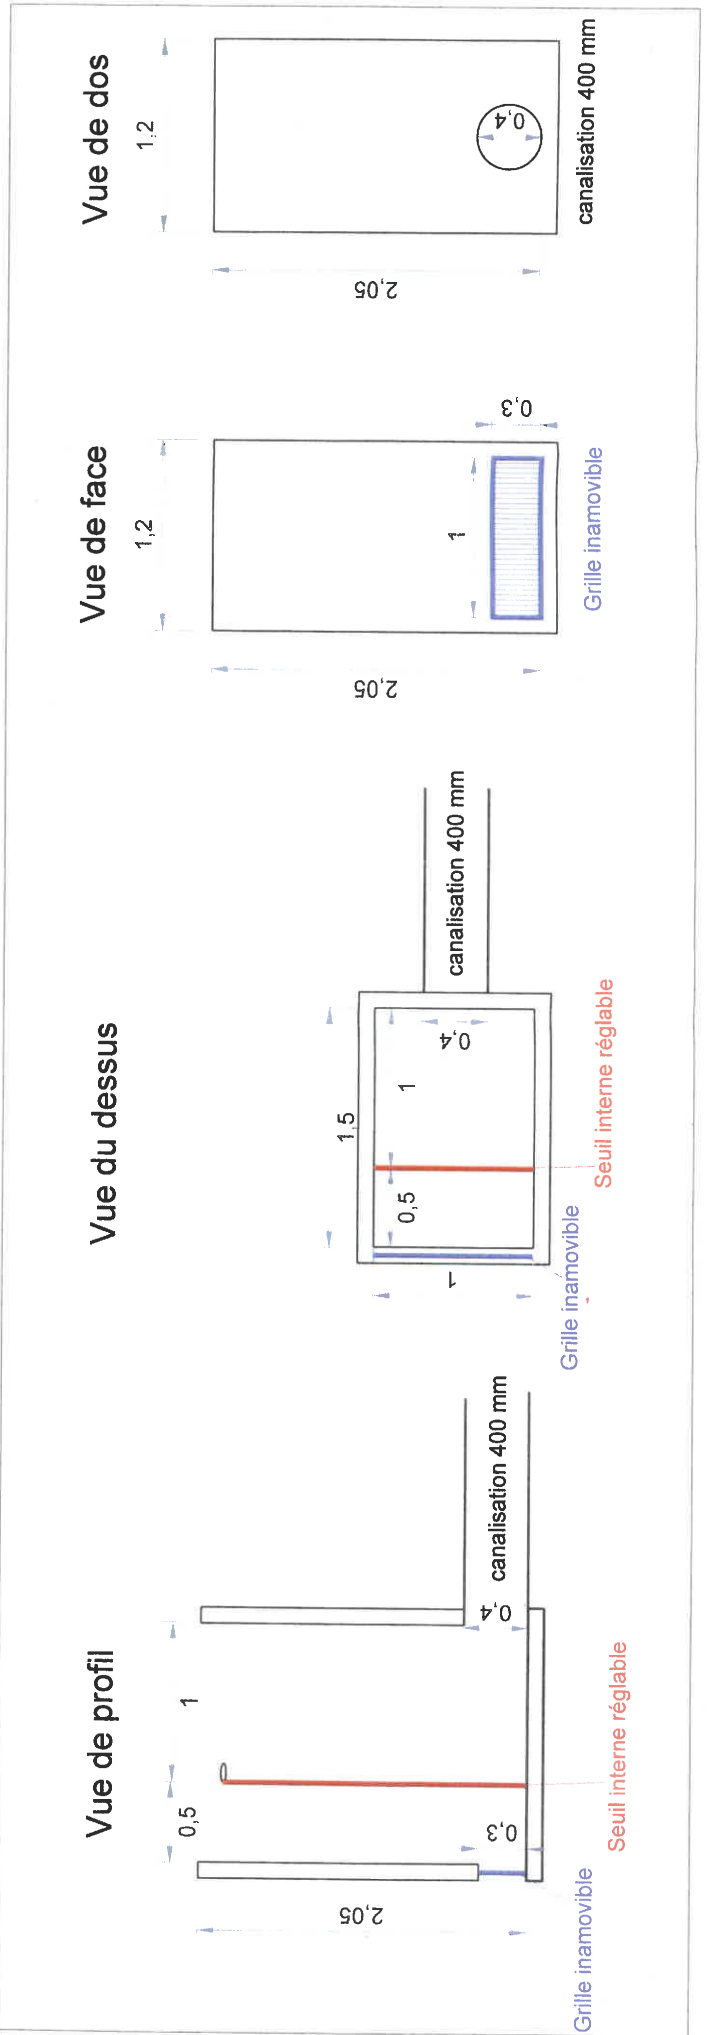 Vue de profil
0,5
1
2,05
0,3
0,4
canalisation 400 mm
Grille inamovible
Seuil interne réglable
Vue du dessus
1,5
0,5
1
0,4
1
canalisation 400 mm
Grille inamovible
Seuil interne réglable
Vue de face
1,2
2,05
1
0,3
Grille inamovible
Vue de dos
1,2
2,05
0,4
canalisation 400 mm